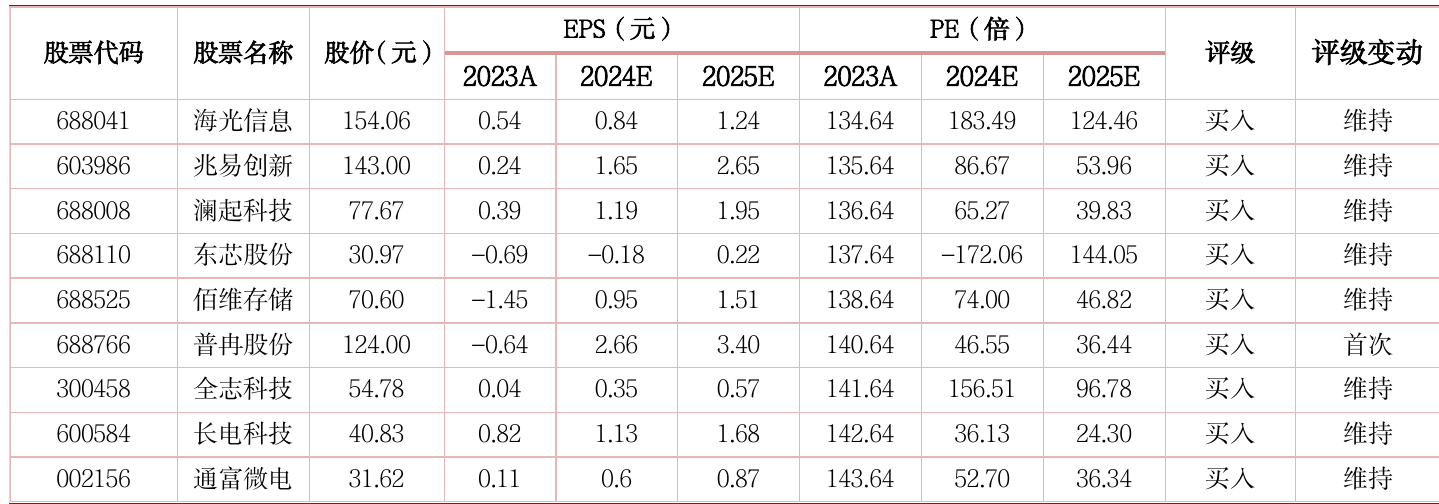 股票代码 股票名称 股价（元） EPS（元） PE（倍） 评级 评级变动
2023A 2024E 2025E 2023A 2024E 2025E
688041 海光信息 154.06 0.54 0.84 1.24 134.64 183.49 124.46 买入 维持
603986 兆易创新 143.00 0.24 1.65 2.65 135.64 86.67 53.96 买入 维持
688008 澜起科技 77.67 0.39 1.19 1.95 136.64 65.27 39.83 买入 维持
688110 东芯股份 30.97 -0.69 -0.18 0.22 137.64 -172.06 144.05 买入 维持
688525 佰维存储 70.60 -1.45 0.95 1.51 138.64 74.00 46.82 买入 维持
688766 普冉股份 124.00 -0.64 2.66 3.40 140.64 46.55 36.44 买入 首次
300458 全志科技 54.78 0.04 0.35 0.57 141.64 156.51 96.78 买入 维持
600584 长电科技 40.83 0.82 1.13 1.68 142.64 36.13 24.30 买入 维持
002156 通富微电 31.62 0.11 0.6 0.87 143.64 52.70 36.34 买入 维持